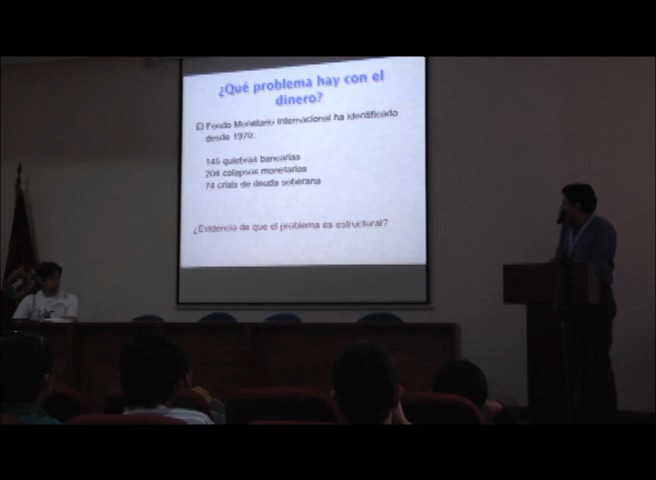 ¿Qué problema hay con el
dinero?
El Fondo Monetario Internacional ha identificado
desde 1970:
145 quiebras bancarias
204 colapsos monetarios
74 crisis de deuda soberana
¿Evidencia de que el problema es estructural?